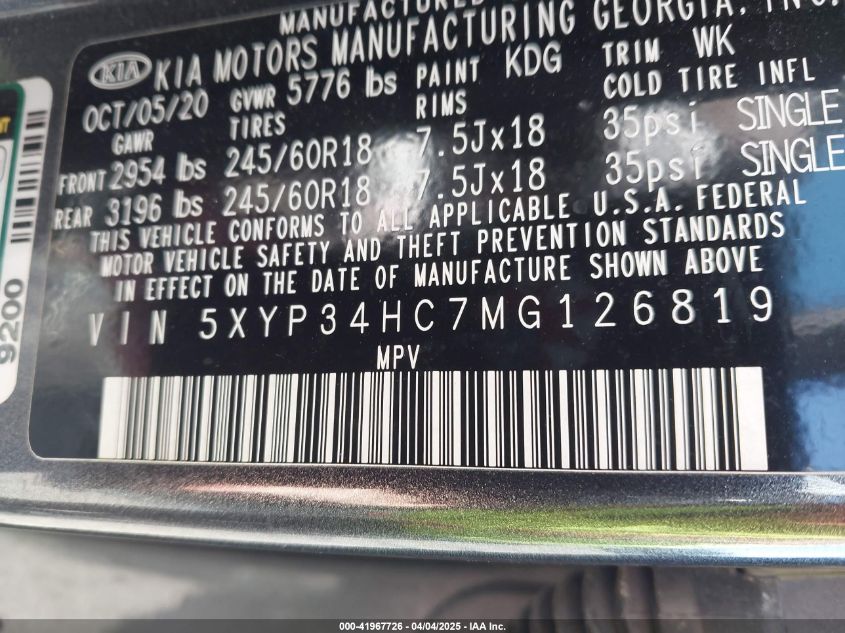 MANUFACTURED
KIA KIA MOTORS MANUFACTURING GEORGIA, INC.
OCT/05/20 GVWR 5776 lbs PAINT KDG TRIM WK
GAWR TIRES RIMS COLD TIRE INFL
FRONT 2954 lbs 245/60R18 7.5Jx18 35psi SINGLE
REAR 3196 lbs 245/60R18 7.5Jx18 35psi SINGLE
THIS VEHICLE CONFORMS TO ALL APPLICABLE U.S.A. FEDERAL
MOTOR VEHICLE SAFETY AND THEFT PREVENTION STANDARDS
IN EFFECT ON THE DATE OF MANUFACTURE SHOWN ABOVE
VIN 5XYP34HC7MG126819
MPV
9200
000-41967726 - 04/04/2025 - IAA Inc.